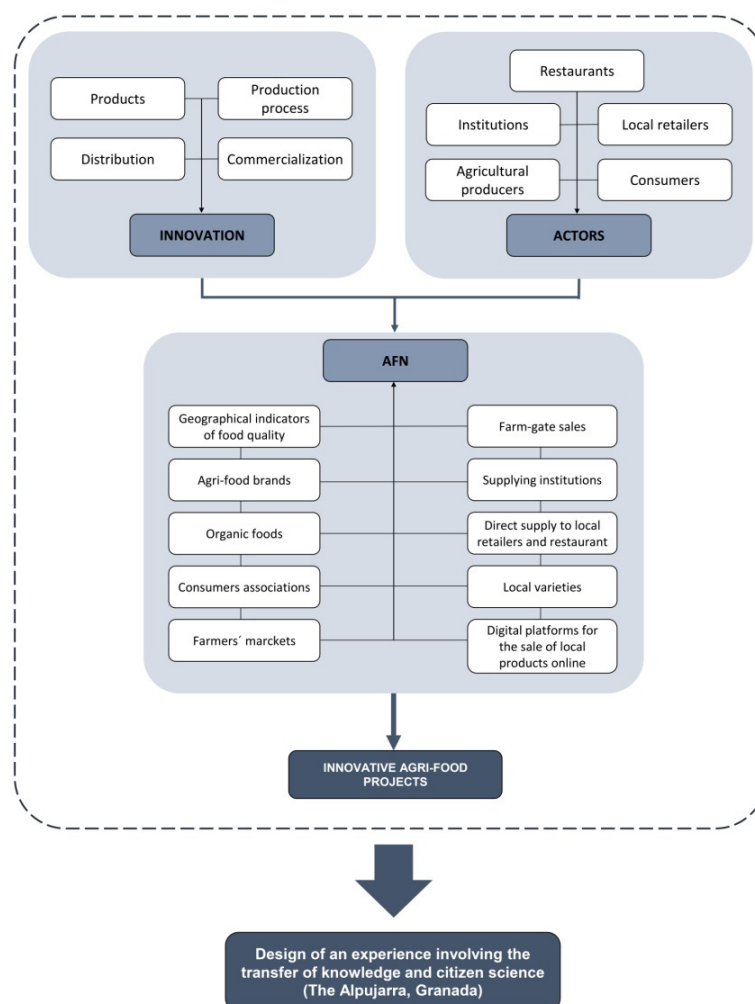 Products
Production
process
Distribution
Commercialization
INNOVATION
Restaurants
Institutions
Local retailers
Agricultural
producers
Consumers
ACTORS
AFN
Geographical indicators
of food quality
Farm-gate sales
Agri-food brands
Supplying institutions
Organic foods
Direct supply to local
retailers and restaurant
Consumers associations
Local varieties
Farmers´ marckets
Digital platforms for
the sale of local
products online
INNOVATIVE AGRI-FOOD
PROJECTS
Design of an experience involving the
transfer of knowledge and citizen science
(The Alpujarra, Granada)